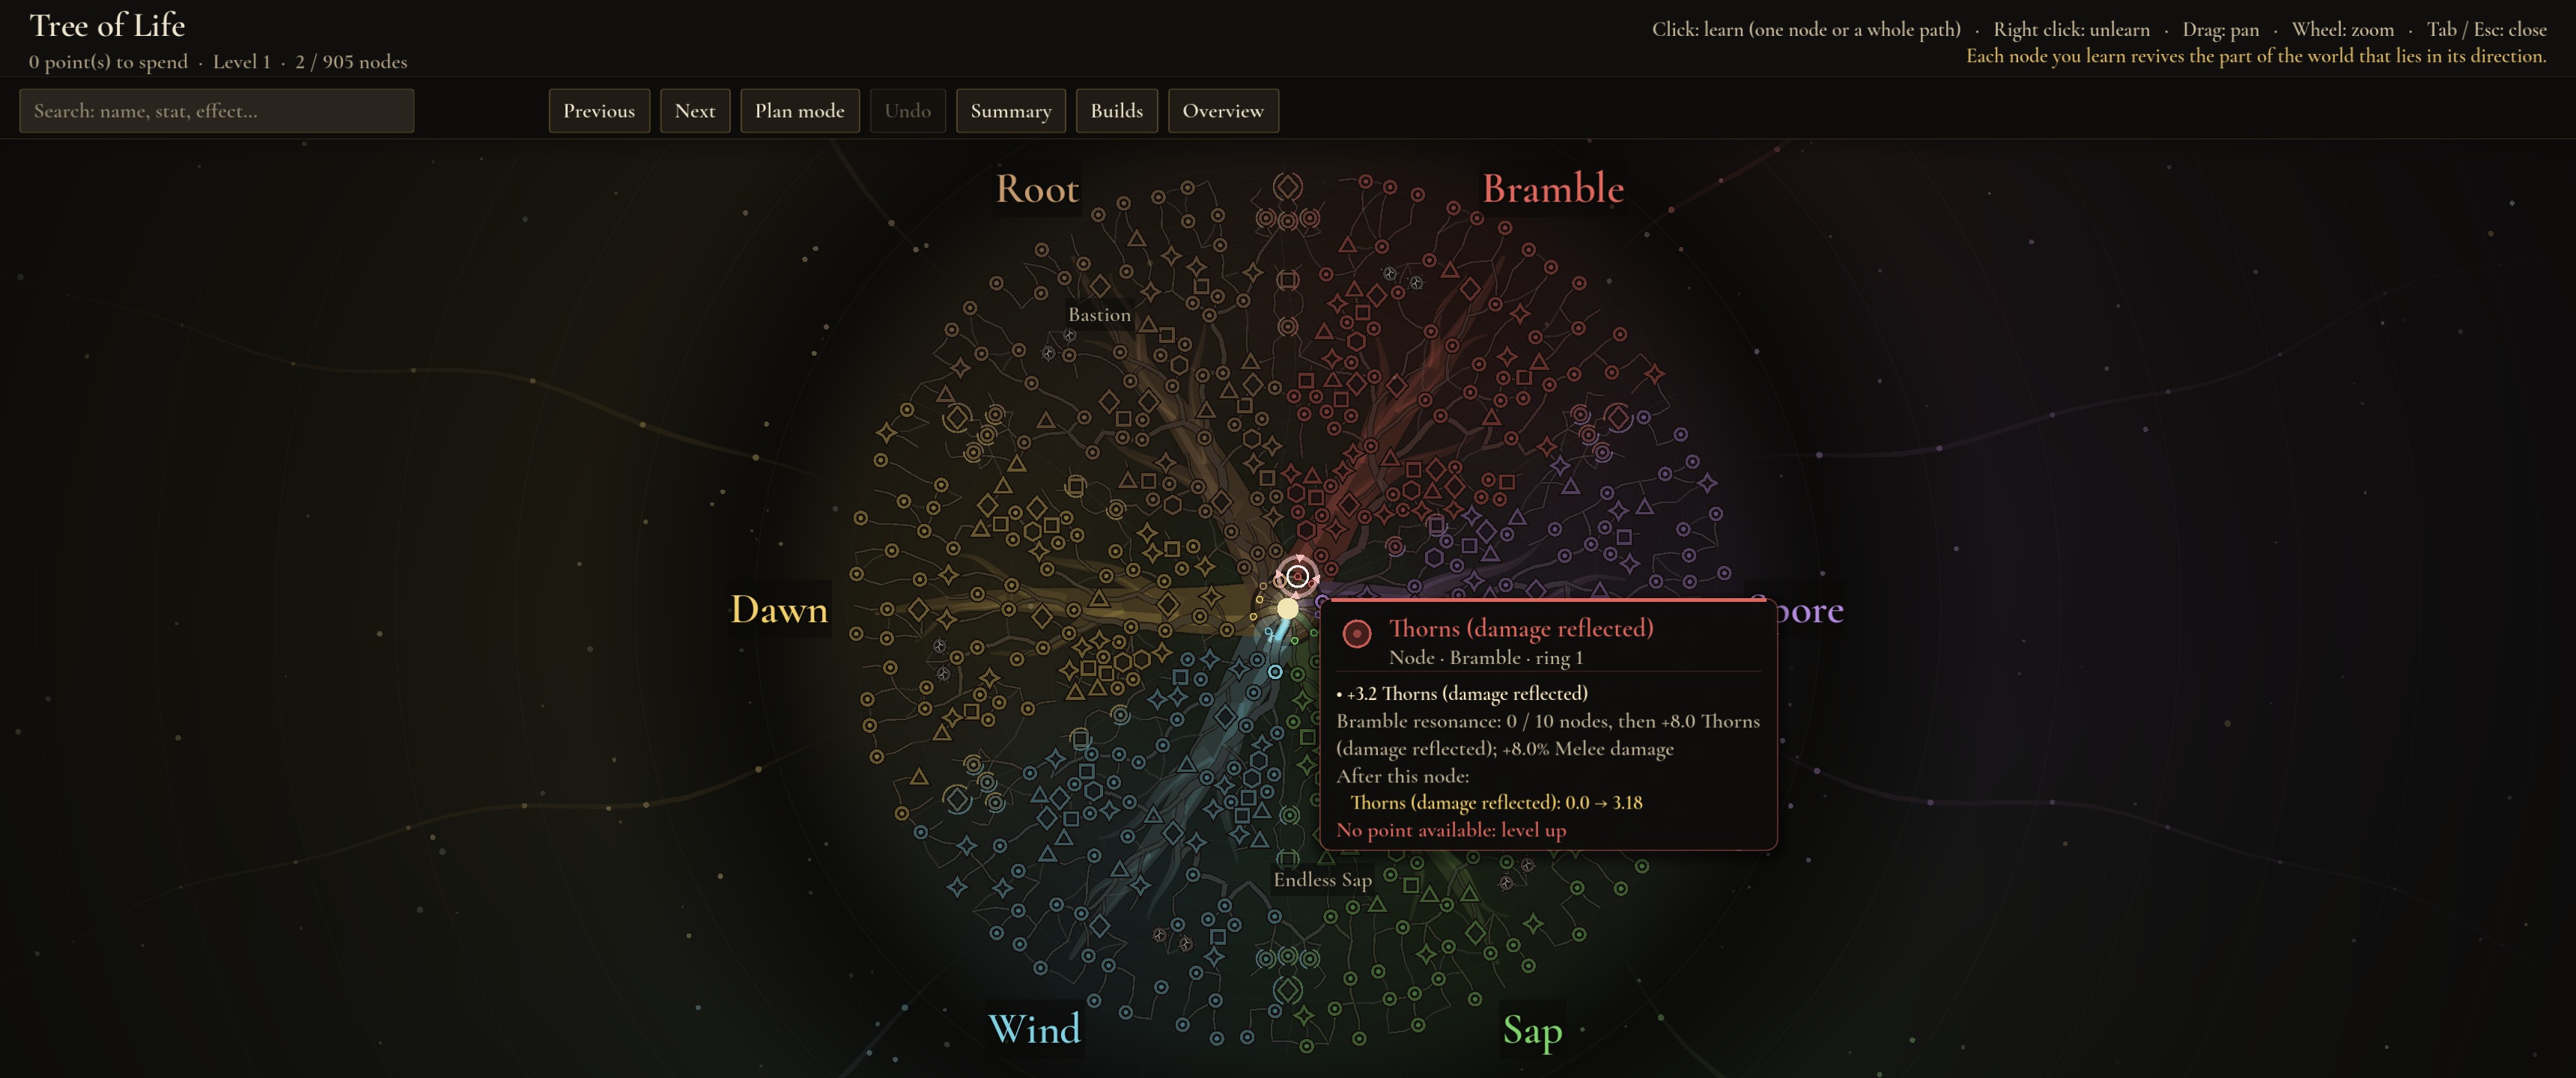 Tree of Life
0 point(s) to spend · Level 1 · 2 / 905 nodes
Click: learn (one node or a whole path) · Right click: unlearn · Drag: pan · Wheel: zoom · Tab / Esc: close
Each node you learn revives the part of the world that lies in its direction.
Search: name, stat, effect...
Previous
Next
Plan mode
Undo
Summary
Builds
Overview
Root
Bramble
Bastion
Dawn
pore
Thorns (damage reflected)
Node · Bramble · ring 1
• +3.2 Thorns (damage reflected)
Bramble resonance: 0 / 10 nodes, then +8.0 Thorns
(damage reflected); +8.0% Melee damage
After this node:
Thorns (damage reflected): 0.0 → 3.18
No point available: level up
Endless Sap
Wind
Sap